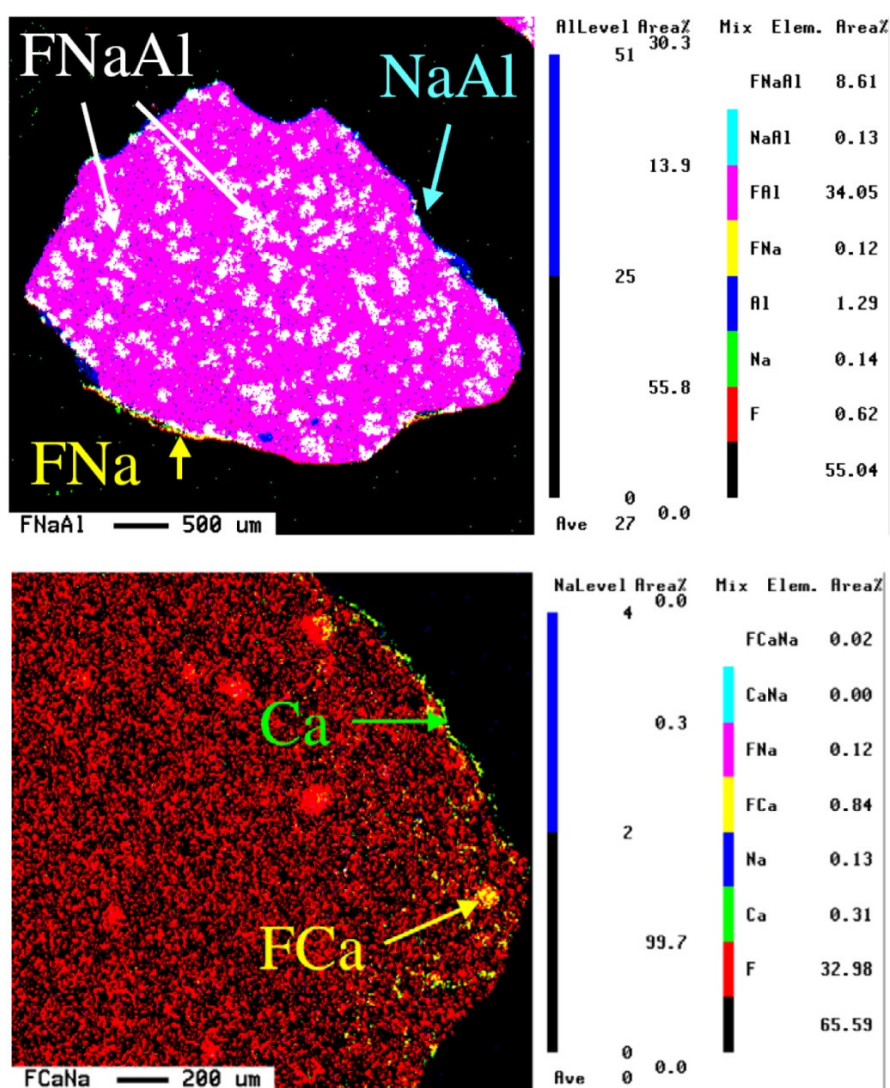 FNaAl
NaAl
FNa
FNaAl 500 um
AlLevel Area% Mix Elem. Area%
30.3
51
FNaAl 8.61
NaAl 0.13
13.9
FAl 34.05
FNa 0.12
25
Al 1.29
Na 0.14
55.8
F 0.62
55.04
0
0.0
Ave 27
Ca
FCa
FCaNa 200 um
NaLevel Area% Mix Elem. Area%
0.0
4
FCaNa 0.02
CaNa 0.00
0.3
FNa 0.12
FCa 0.84
2
Na 0.13
Ca 0.31
99.7
F 32.98
65.59
0
0.0
Ave 0